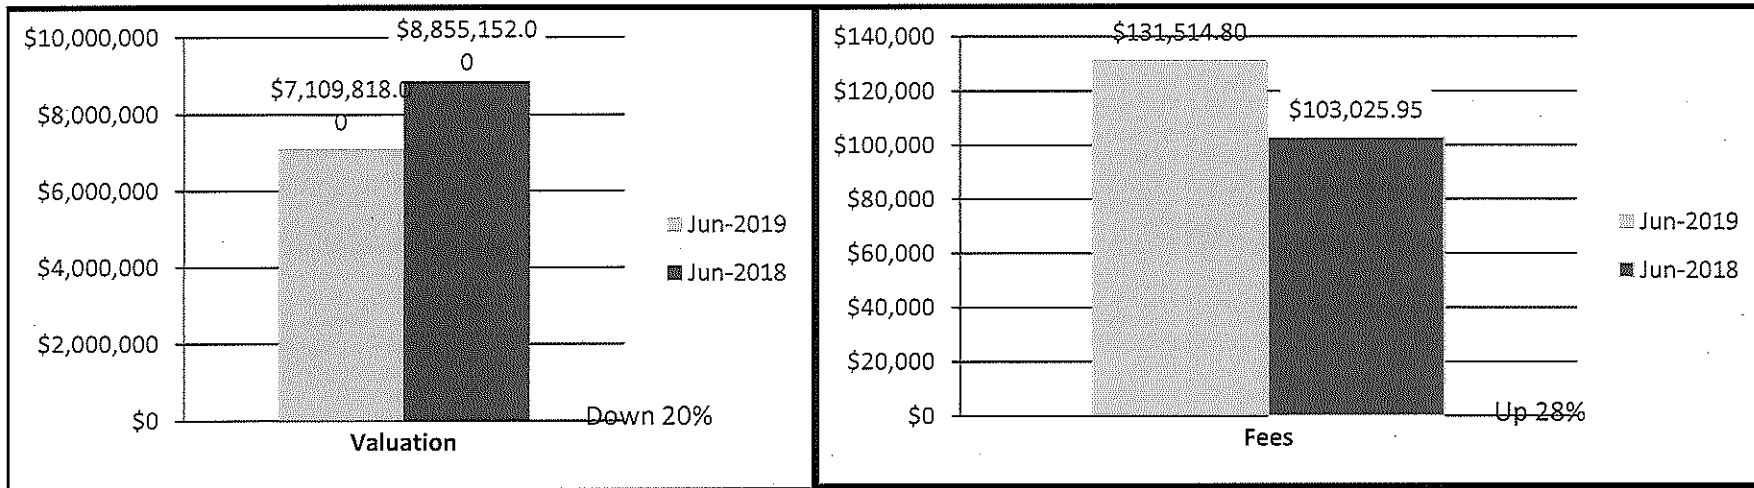 $10,000,000
$8,000,000
$6,000,000
$4,000,000
$2,000,000
$0
$8,855,152.0
0
$7,109,818.0
0
Jun-2019
Jun-2018
Down 20%
Valuation
$140,000
$120,000
$100,000
$80,000
$60,000
$40,000
$20,000
$0
$131,514.80
$103,025.95
Jun-2019
Jun-2018
Up 28%
Fees